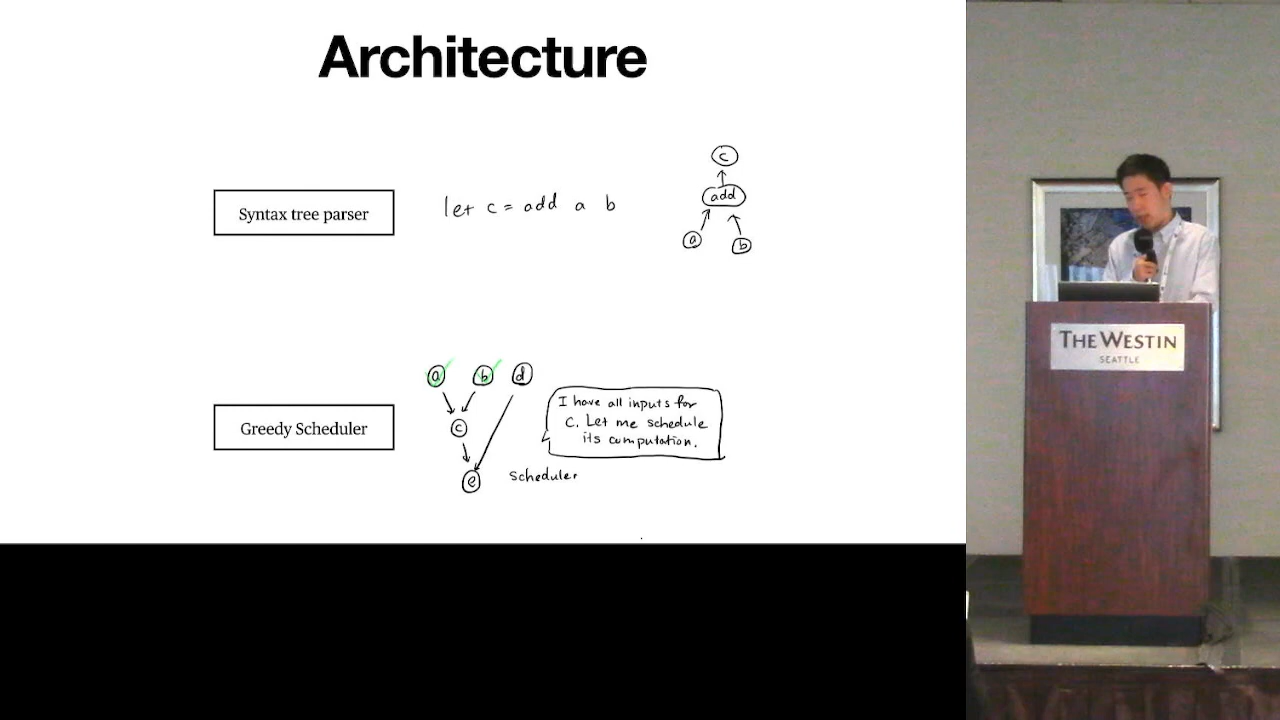 Architecture
Syntax tree parser
let c = add a b
c
add
a
b
Greedy Scheduler
a b d
c
e
I have all inputs for
C. Let me schedule
its computation.
Scheduler
THE WESTIN
SEATTLE